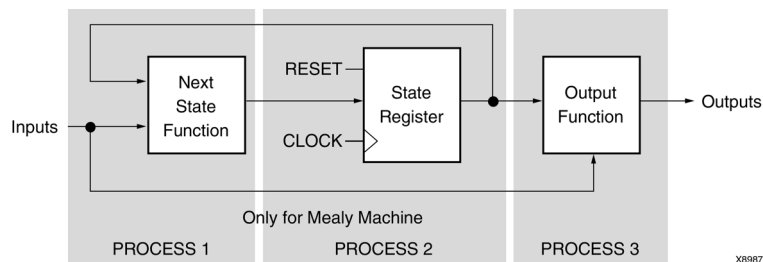 Next
State
Function
RESET
State
Register
CLOCK
Output
Function
Inputs
Outputs
Only for Mealy Machine
PROCESS 1
PROCESS 2
PROCESS 3
X8987